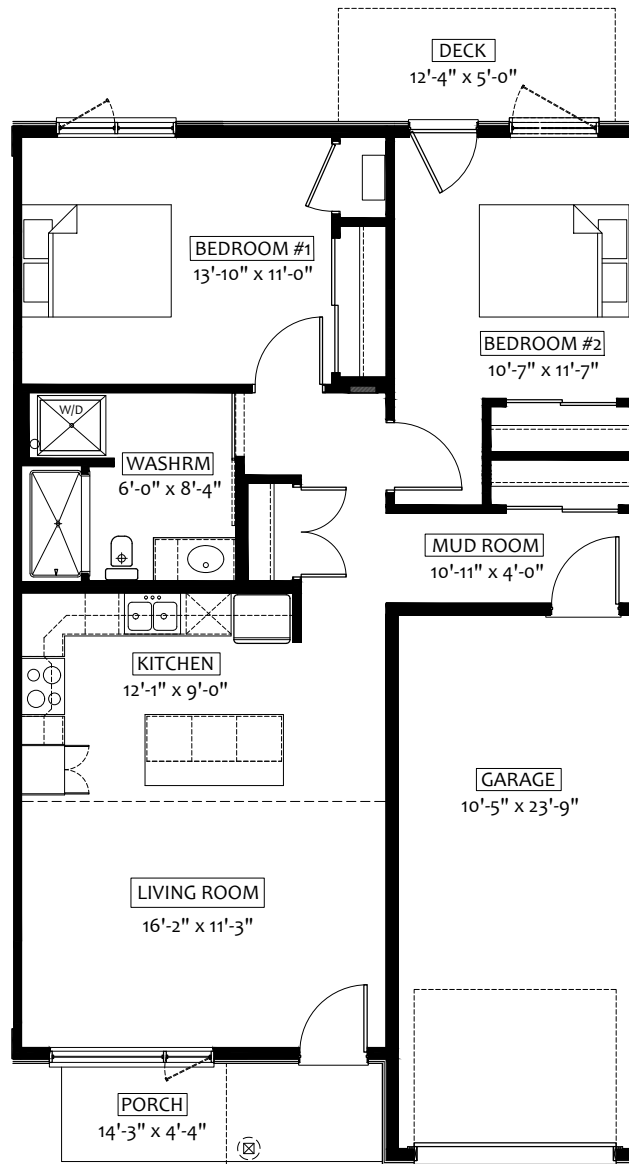 DECK
12'-4" x 5'-0"
BEDROOM #1
13'-10" x 11'-0"
BEDROOM #2
10'-7" x 11'-7"
W/D
WASHRM
6'-0" x 8'-4"
MUD ROOM
10'-11" x 4'-0"
KITCHEN
12'-1" x 9'-0"
GARAGE
10'-5" x 23'-9"
LIVING ROOM
16'-2" x 11'-3"
PORCH
14'-3" x 4'-4"